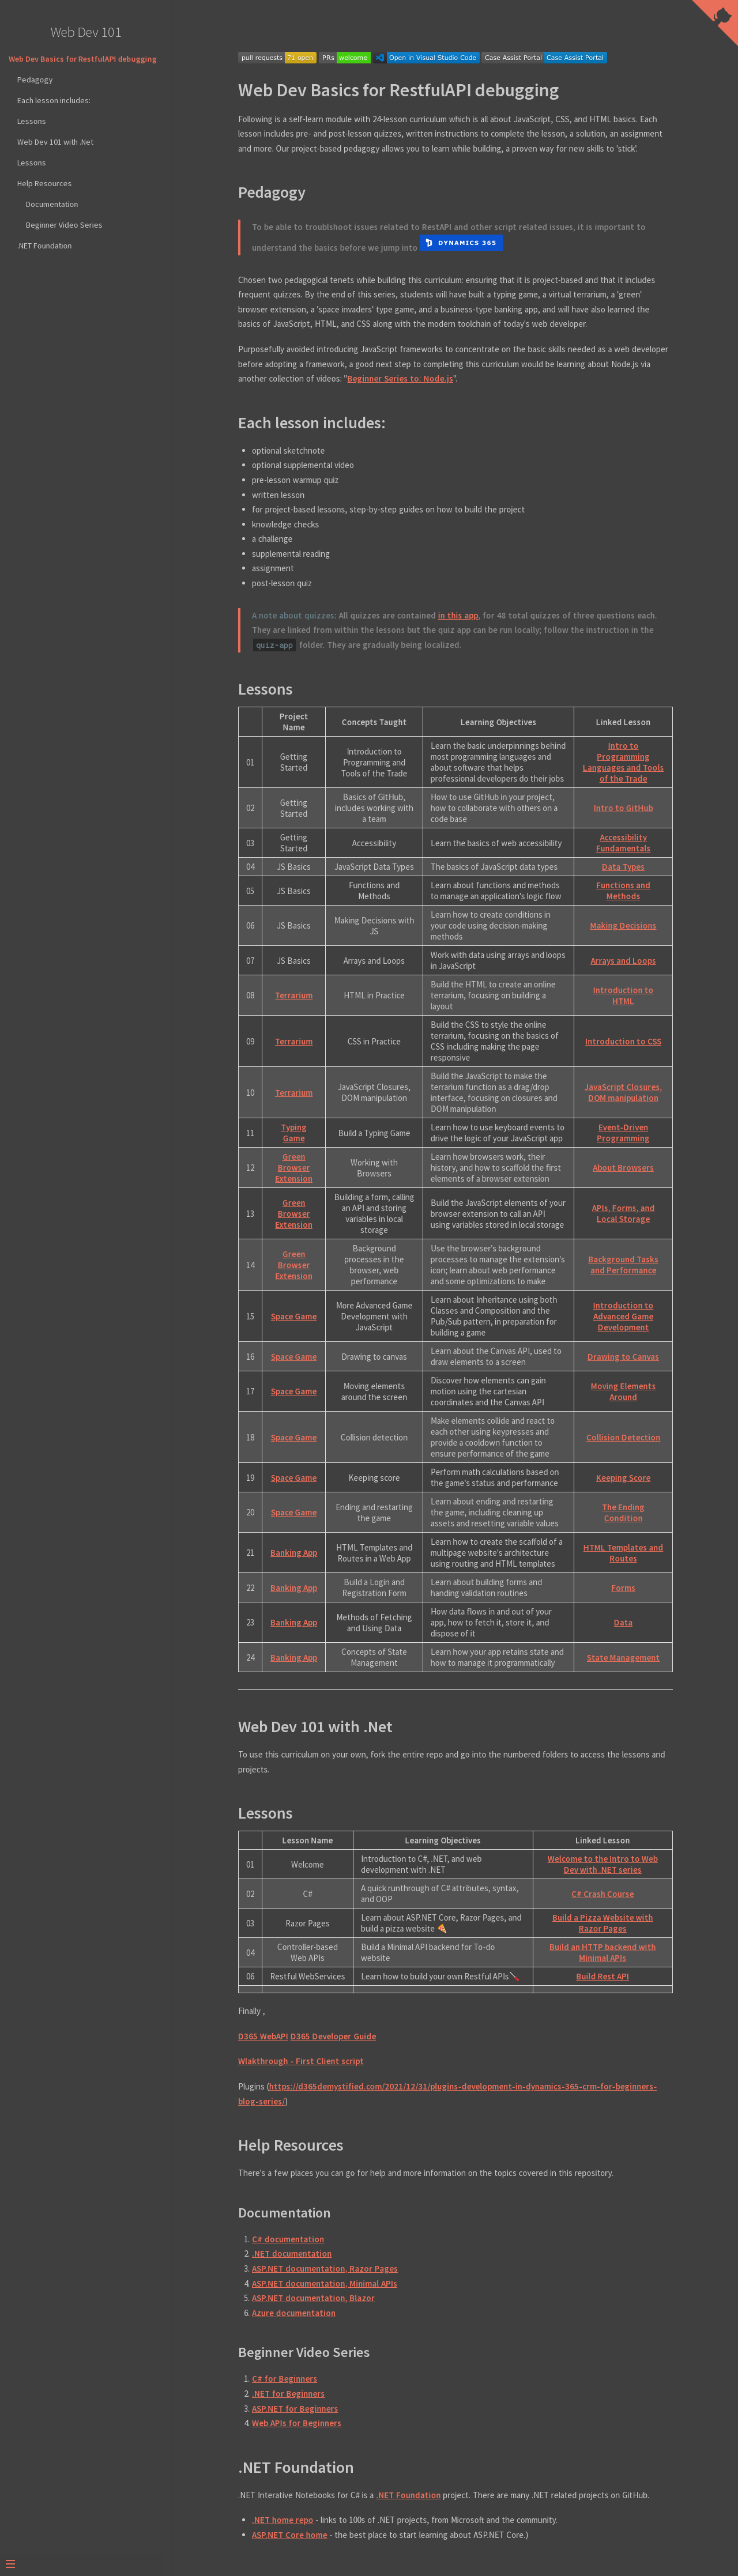 Web Dev 101
Web Dev Basics for RestfulAPI debugging
Pedagogy
Each lesson includes:
Lessons
Web Dev 101 with .Net
Lessons
Help Resources
Documentation
Beginner Video Series
.NET Foundation
pull requests 71 open PRs welcome Open in Visual Studio Code Case Assist Portal Case Assist Portal
Web Dev Basics for RestfulAPI debugging
Following is a self-learn module with 24-lesson curriculum which is all about JavaScript, CSS, and HTML basics. Each
lesson includes pre- and post-lesson quizzes, written instructions to complete the lesson, a solution, an assignment
and more. Our project-based pedagogy allows you to learn while building, a proven way for new skills to 'stick'.
Pedagogy
To be able to troublshoot issues related to RestAPI and other script related issues, it is important to
understand the basics before we jump into DYNAMICS 365
Chosen two pedagogical tenets while building this curriculum: ensuring that it is project-based and that it includes
frequent quizzes. By the end of this series, students will have built a typing game, a virtual terrarium, a 'green'
browser extension, a 'space invaders' type game, and a business-type banking app, and will have also learned the
basics of JavaScript, HTML, and CSS along with the modern toolchain of today's web developer.
Purposefully avoided introducing JavaScript frameworks to concentrate on the basic skills needed as a web developer
before adopting a framework, a good next step to completing this curriculum would be learning about Node.js via
another collection of videos: "Beginner Series to: Node.js".
Each lesson includes:
• optional sketchnote
• optional supplemental video
• pre-lesson warmup quiz
• written lesson
• for project-based lessons, step-by-step guides on how to build the project
• knowledge checks
• a challenge
• supplemental reading
• assignment
• post-lesson quiz
A note about quizzes: All quizzes are contained in this app, for 48 total quizzes of three questions each.
They are linked from within the lessons but the quiz app can be run locally; follow the instruction in the
quiz-app folder. They are gradually being localized.
Lessons
Project
Name
Concepts Taught
Learning Objectives
Linked Lesson
01
Getting
Started
Introduction to
Programming and
Tools of the Trade
Learn the basic underpinnings behind
most programming languages and
about software that helps
professional developers do their jobs
Intro to
Programming
Languages and Tools
of the Trade
02
Getting
Started
Basics of GitHub,
includes working with
a team
How to use GitHub in your project,
how to collaborate with others on a
code base
Intro to GitHub
03
Getting
Started
Accessibility
Learn the basics of web accessibility
Accessibility
Fundamentals
04
JS Basics
JavaScript Data Types
The basics of JavaScript data types
Data Types
05
JS Basics
Functions and
Methods
Learn about functions and methods
to manage an application's logic flow
Functions and
Methods
06
JS Basics
Making Decisions with
JS
Learn how to create conditions in
your code using decision-making
methods
Making Decisions
07
JS Basics
Arrays and Loops
Work with data using arrays and loops
in JavaScript
Arrays and Loops
08
Terrarium
HTML in Practice
Build the HTML to create an online
terrarium, focusing on building a
layout
Introduction to
HTML
09
Terrarium
CSS in Practice
Build the CSS to style the online
terrarium, focusing on the basics of
CSS including making the page
responsive
Introduction to CSS
10
Terrarium
JavaScript Closures,
DOM manipulation
Build the JavaScript to make the
terrarium function as a drag/drop
interface, focusing on closures and
DOM manipulation
JavaScript Closures,
DOM manipulation
11
Typing
Game
Build a Typing Game
Learn how to use keyboard events to
drive the logic of your JavaScript app
Event-Driven
Programming
12
Green
Browser
Extension
Working with
Browsers
Learn how browsers work, their
history, and how to scaffold the first
elements of a browser extension
About Browsers
13
Green
Browser
Extension
Building a form, calling
an API and storing
variables in local
storage
Build the JavaScript elements of your
browser extension to call an API
using variables stored in local storage
APIs, Forms, and
Local Storage
14
Green
Browser
Extension
Background
processes in the
browser, web
performance
Use the browser's background
processes to manage the extension's
icon; learn about web performance
and some optimizations to make
Background Tasks
and Performance
15
Space Game
More Advanced Game
Development with
JavaScript
Learn about Inheritance using both
Classes and Composition and the
Pub/Sub pattern, in preparation for
building a game
Introduction to
Advanced Game
Development
16
Space Game
Drawing to canvas
Learn about the Canvas API, used to
draw elements to a screen
Drawing to Canvas
17
Space Game
Moving elements
around the screen
Discover how elements can gain
motion using the cartesian
coordinates and the Canvas API
Moving Elements
Around
18
Space Game
Collision detection
Make elements collide and react to
each other using keypresses and
provide a cooldown function to
ensure performance of the game
Collision Detection
19
Space Game
Keeping score
Perform math calculations based on
the game's status and performance
Keeping Score
20
Space Game
Ending and restarting
the game
Learn about ending and restarting
the game, including cleaning up
assets and resetting variable values
The Ending
Condition
21
Banking App
HTML Templates and
Routes in a Web App
Learn how to create the scaffold of a
multipage website's architecture
using routing and HTML templates
HTML Templates and
Routes
22
Banking App
Build a Login and
Registration Form
Learn about building forms and
handing validation routines
Forms
23
Banking App
Methods of Fetching
and Using Data
How data flows in and out of your
app, how to fetch it, store it, and
dispose of it
Data
24
Banking App
Concepts of State
Management
Learn how your app retains state and
how to manage it programmatically
State Management
Web Dev 101 with .Net
To use this curriculum on your own, fork the entire repo and go into the numbered folders to access the lessons and
projects.
Lessons
Lesson Name
Learning Objectives
Linked Lesson
01
Welcome
Introduction to C#, .NET, and web
development with .NET
Welcome to the Intro to Web
Dev with .NET series
02
C#
A quick runthrough of C# attributes, syntax,
and OOP
C# Crash Course
03
Razor Pages
Learn about ASP.NET Core, Razor Pages, and
build a pizza website 🍕
Build a Pizza Website with
Razor Pages
04
Controller-based
Web APIs
Build a Minimal API backend for To-do
website
Build an HTTP backend with
Minimal APIs
06
Restful WebServices
Learn how to build your own Restful APIs
Build Rest API
Finally ,
D365 WebAPI D365 Developer Guide
Wlakthrough - First Client script
Plugins (https://d365demystified.com/2021/12/31/plugins-development-in-dynamics-365-crm-for-beginners-
blog-series/)
Help Resources
There's a few places you can go for help and more information on the topics covered in this repository.
Documentation
1. C# documentation
2. .NET documentation
3. ASP.NET documentation, Razor Pages
4. ASP.NET documentation, Minimal APIs
5. ASP.NET documentation, Blazor
6. Azure documentation
Beginner Video Series
1. C# for Beginners
2. .NET for Beginners
3. ASP.NET for Beginners
4. Web APIs for Beginners
.NET Foundation
.NET Interative Notebooks for C# is a .NET Foundation project. There are many .NET related projects on GitHub.
• .NET home repo - links to 100s of .NET projects, from Microsoft and the community.
• ASP.NET Core home - the best place to start learning about ASP.NET Core.)